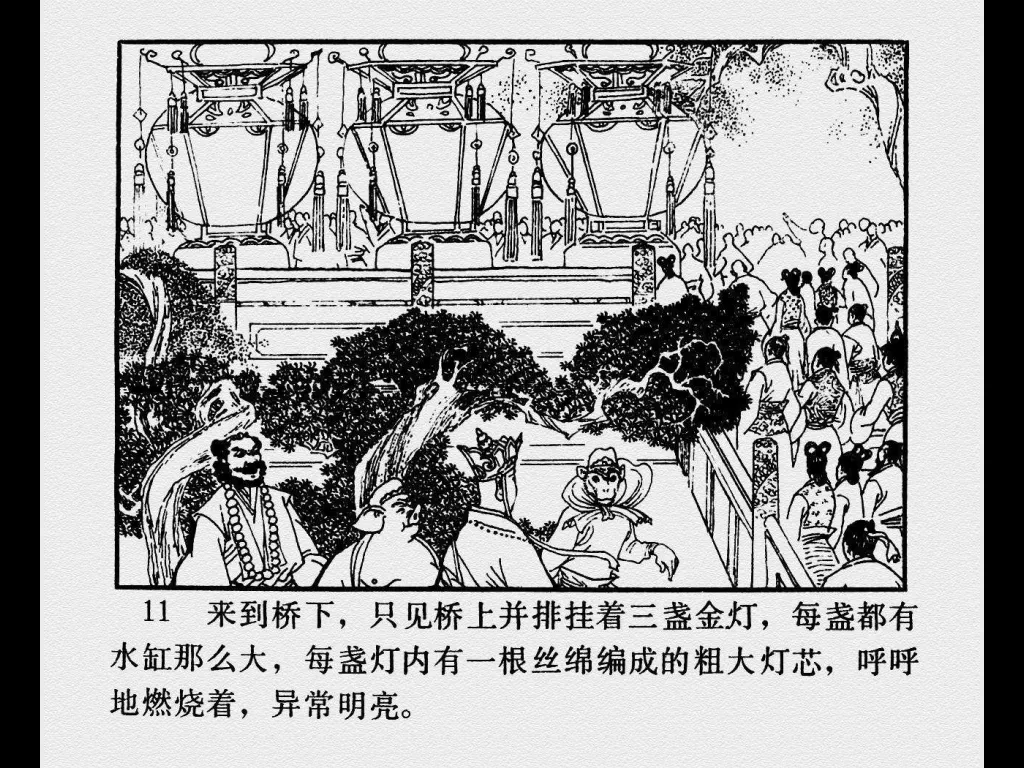 11 来到桥下，只见桥上并排挂着三盏金灯，每盏都有
水缸那么大，每盏灯内有一根丝绵编成的粗大灯芯，呼呼
地燃烧着，异常明亮。